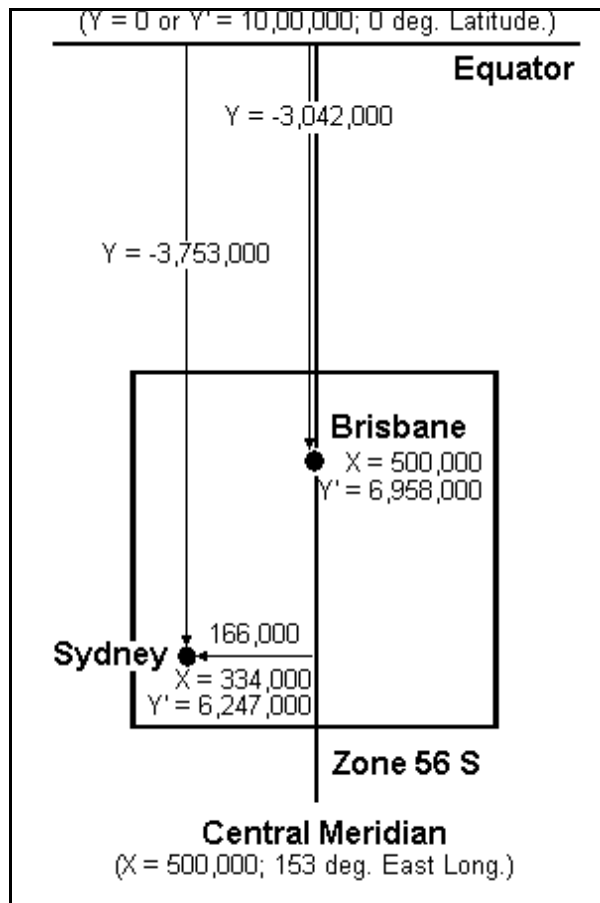 (Y = 0 or Y' = 10,00,000; 0 deg. Latitude.)
Equator
Y = -3,042,000
Y = -3,753,000
Brisbane
X = 500,000
Y' = 6,958,000
166,000
Sydney
X = 334,000
Y' = 6,247,000
Zone 56 S
Central Meridian
(X = 500,000; 153 deg. East Long.)